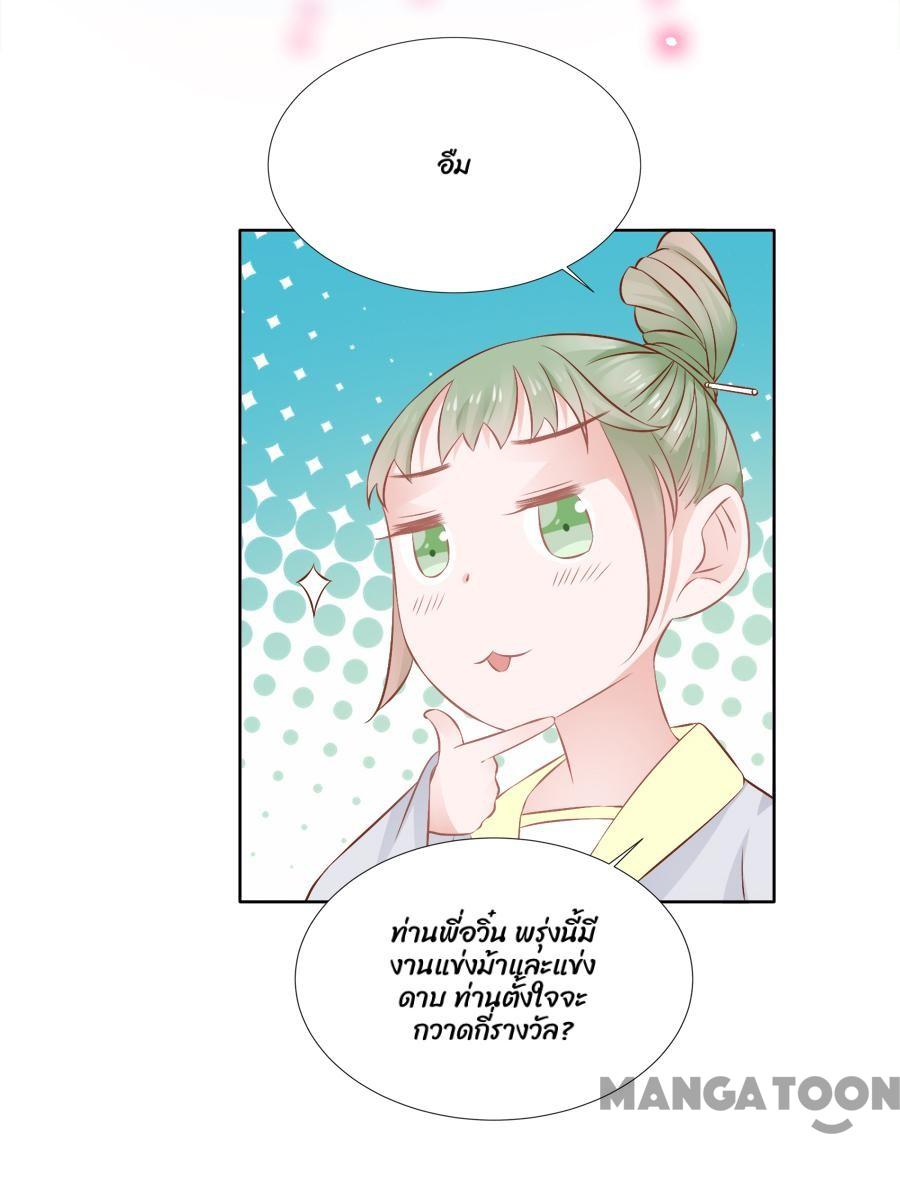 อืม
ท่านพี่อวิ๋น พรุ่งนี้มี
งานแข่งม้าและแข่ง
ดาบ ท่านตั้งใจจะ
กวาดกี่รางวัล?
MANGATOON